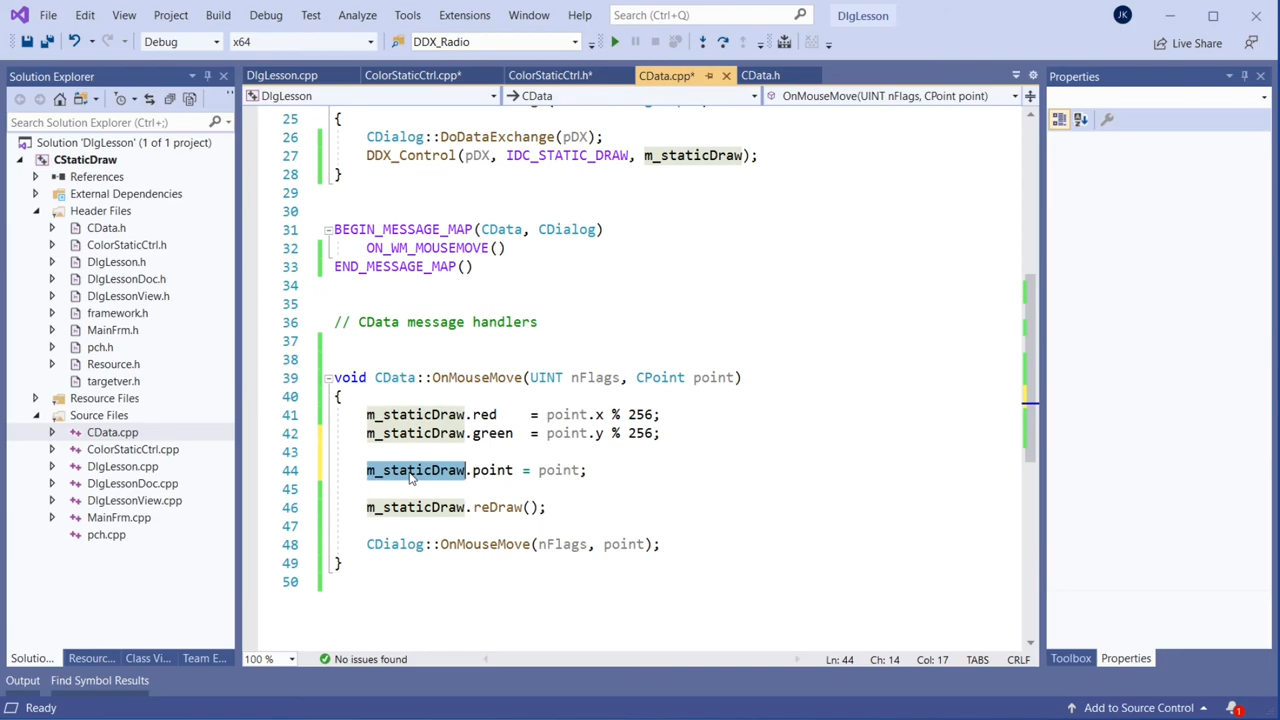 File Edit View Project Build Debug Test Analyze Tools Extensions Window Help Search (Ctrl+Q) DlgLesson JK
Debug x64 DDX_Radio Live Share
Solution Explorer
Search Solution Explorer (Ctrl+;)
Solution 'DlgLesson' (1 of 1 project)
CStaticDraw
References
External Dependencies
Header Files
CData.h
ColorStaticCtrl.h
DlgLesson.h
DlgLessonDoc.h
DlgLessonView.h
framework.h
MainFrm.h
pch.h
Resource.h
targetver.h
Resource Files
Source Files
CData.cpp
ColorStaticCtrl.cpp
DlgLesson.cpp
DlgLessonDoc.cpp
DlgLessonView.cpp
MainFrm.cpp
pch.cpp
Solutio... Resourc... Class Vi... Team E...
DlgLesson.cpp ColorStaticCtrl.cpp* ColorStaticCtrl.h* CData.cpp* CData.h
DlgLesson CData OnMouseMove(UINT nFlags, CPoint point)
25 {
26 CDialog::DoDataExchange(pDX);
27 DDX_Control(pDX, IDC_STATIC_DRAW, m_staticDraw);
28 }
29
30
31 BEGIN_MESSAGE_MAP(CData, CDialog)
32 ON_WM_MOUSEMOVE()
33 END_MESSAGE_MAP()
34
35
36 // CData message handlers
37
38
39 void CData::OnMouseMove(UINT nFlags, CPoint point)
40 {
41 m_staticDraw.red = point.x % 256;
42 m_staticDraw.green = point.y % 256;
43
44 m_staticDraw.point = point;
45
46 m_staticDraw.reDraw();
47
48 CDialog::OnMouseMove(nFlags, point);
49 }
50
100 % No issues found Ln: 44 Ch: 14 Col: 17 TABS CRLF
Properties
Toolbox Properties
Output Find Symbol Results
Ready Add to Source Control 1